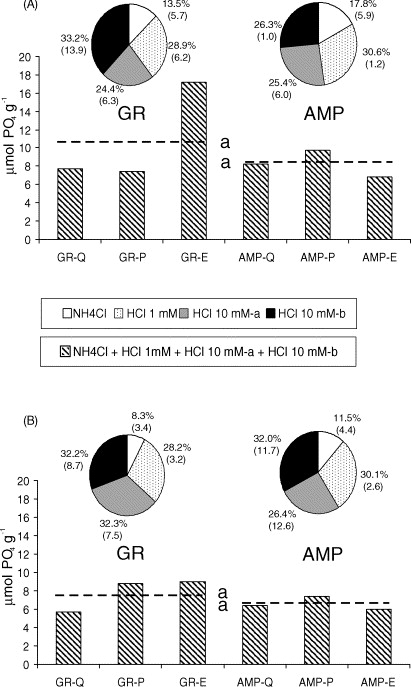 (A)
13.5%
(5.7)
17.8%
(5.9)
33.2%
(13.9)
28.9%
(6.2)
26.3%
(1.0)
30.6%
(1.2)
24.4%
(6.3)
25.4%
(6.0)
GR
AMP
µmol PO4 g-1
20
18
16
14
12
10
8
6
4
2
0
a
a
GR-Q
GR-P
GR-E
AMP-Q
AMP-P
AMP-E
NH4Cl
HCl 1 mM
HCl 10 mM-a
HCl 10 mM-b
NH4Cl + HCl 1mM + HCl 10 mM-a + HCl 10 mM-b
(B)
8.3%
(3.4)
11.5%
(4.4)
32.2%
(8.7)
28.2%
(3.2)
32.0%
(11.7)
30.1%
(2.6)
32.3%
(7.5)
26.4%
(12.6)
GR
AMP
µmol PO4 g-1
20
18
16
14
12
10
8
6
4
2
0
a
a
GR-Q
GR-P
GR-E
AMP-Q
AMP-P
AMP-E